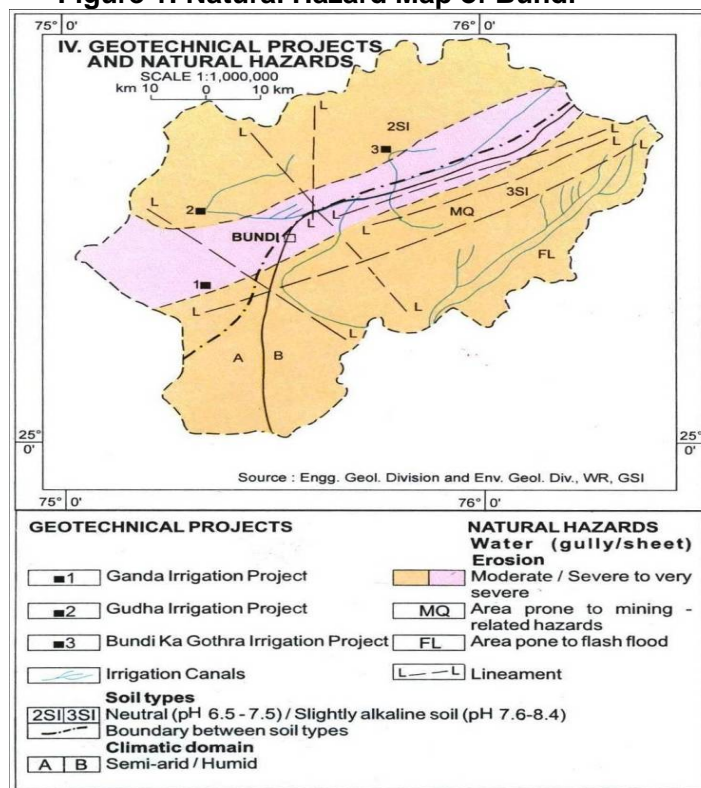 Figure 1: Natural Hazard Map of Bundi
75° 0' 76° 0'
IV. GEOTECHNICAL PROJECTS
AND NATURAL HAZARDS
SCALE 1:1,000,000
km 10 0 10 km
L
L
2SI
3
L
L
L
L
3SI
2
L
L
MQ
BUNDI
FL
1
L
L
L
A B
25° 0' 25° 0'
Source : Engg. Geol. Division and Env. Geol. Div., WR, GSI
75° 0' 76° 0'
GEOTECHNICAL PROJECTS
1 Ganda Irrigation Project
2 Gudha Irrigation Project
3 Bundi Ka Gothra Irrigation Project
Irrigation Canals
Soil types
2SI 3SI Neutral (pH 6.5 - 7.5) / Slightly alkaline soil (pH 7.6-8.4)
Boundary between soil types
Climatic domain
A B Semi-arid / Humid
NATURAL HAZARDS
Water (gully/sheet)
Erosion
Moderate / Severe to very
severe
MQ Area prone to mining -
related hazards
FL Area pone to flash flood
L L Lineament